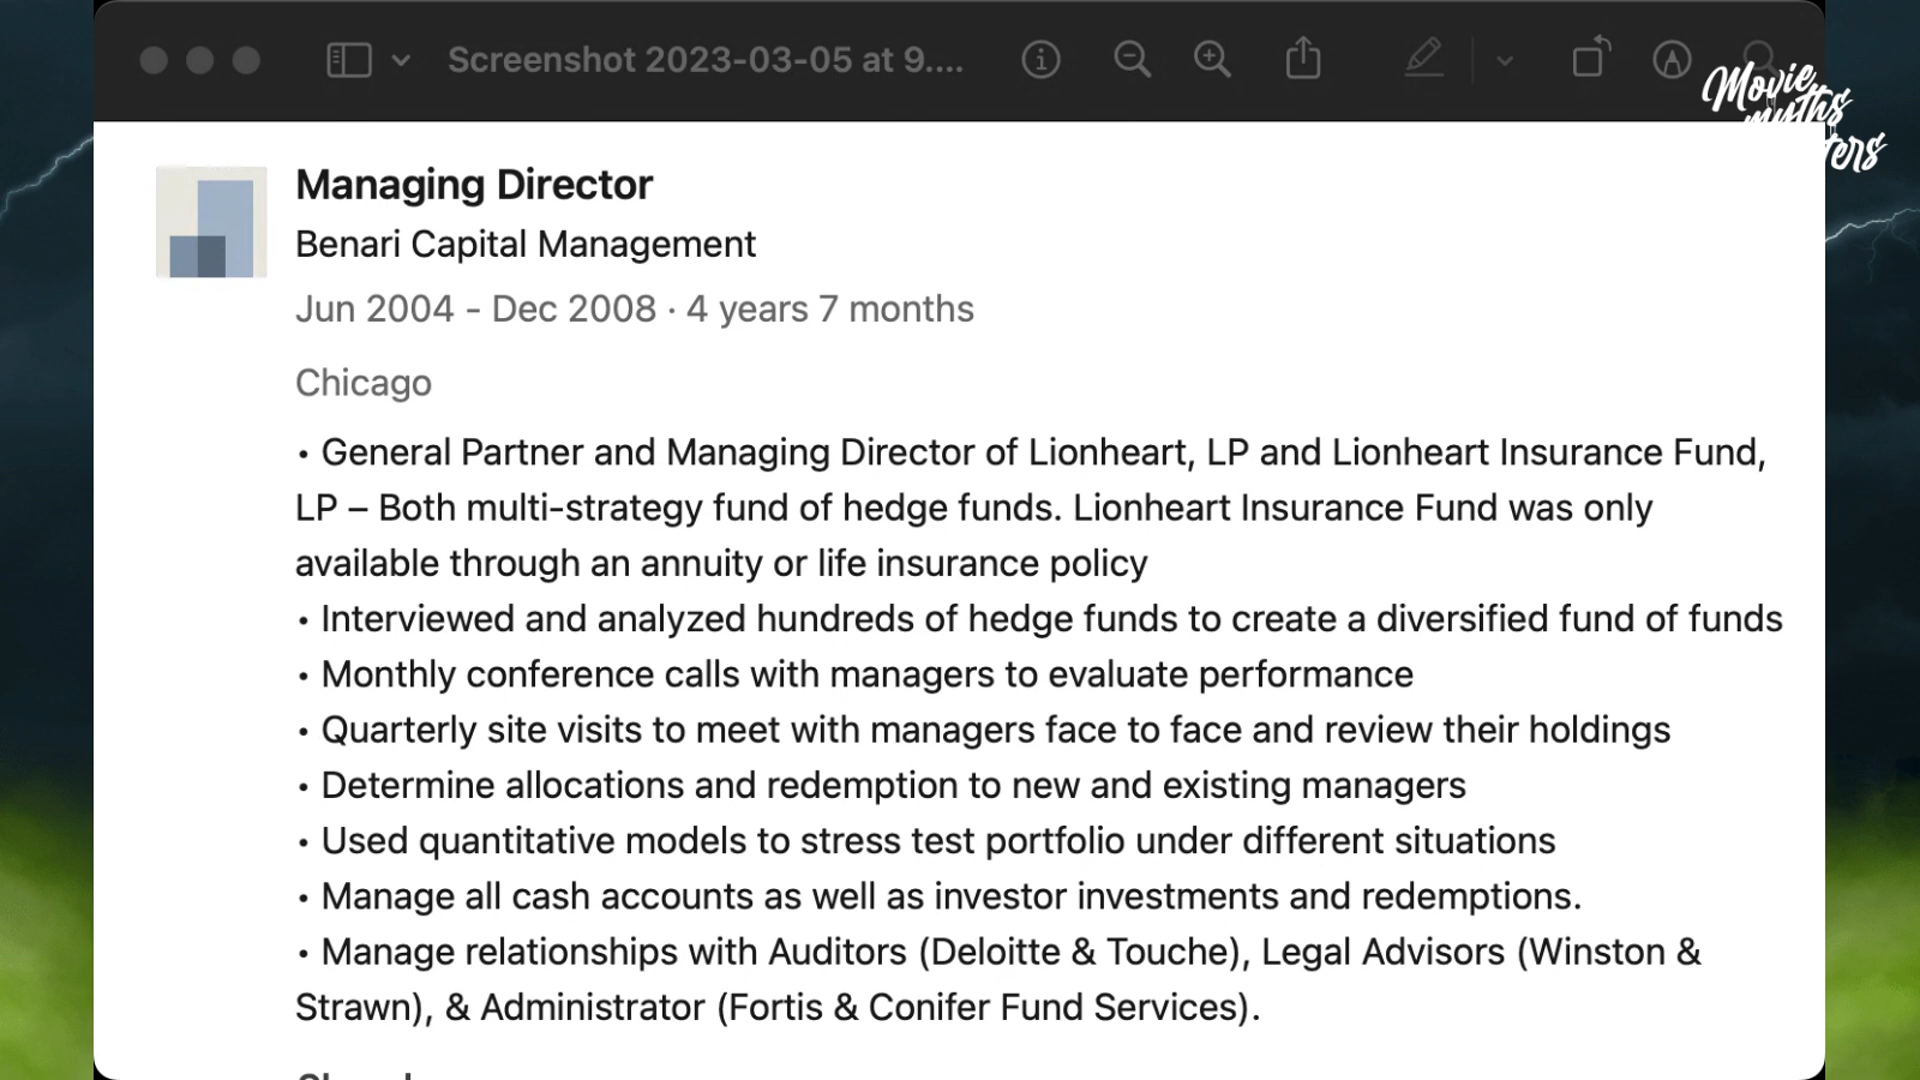 Screenshot 2023-03-05 at 9....
Movie
myths
Managing Director
Benari Capital Management
Jun 2004 - Dec 2008 · 4 years 7 months
Chicago
• General Partner and Managing Director of Lionheart, LP and Lionheart Insurance Fund,
LP – Both multi-strategy fund of hedge funds. Lionheart Insurance Fund was only
available through an annuity or life insurance policy
• Interviewed and analyzed hundreds of hedge funds to create a diversified fund of funds
• Monthly conference calls with managers to evaluate performance
• Quarterly site visits to meet with managers face to face and review their holdings
• Determine allocations and redemption to new and existing managers
• Used quantitative models to stress test portfolio under different situations
• Manage all cash accounts as well as investor investments and redemptions.
• Manage relationships with Auditors (Deloitte & Touche), Legal Advisors (Winston &
Strawn), & Administrator (Fortis & Conifer Fund Services).